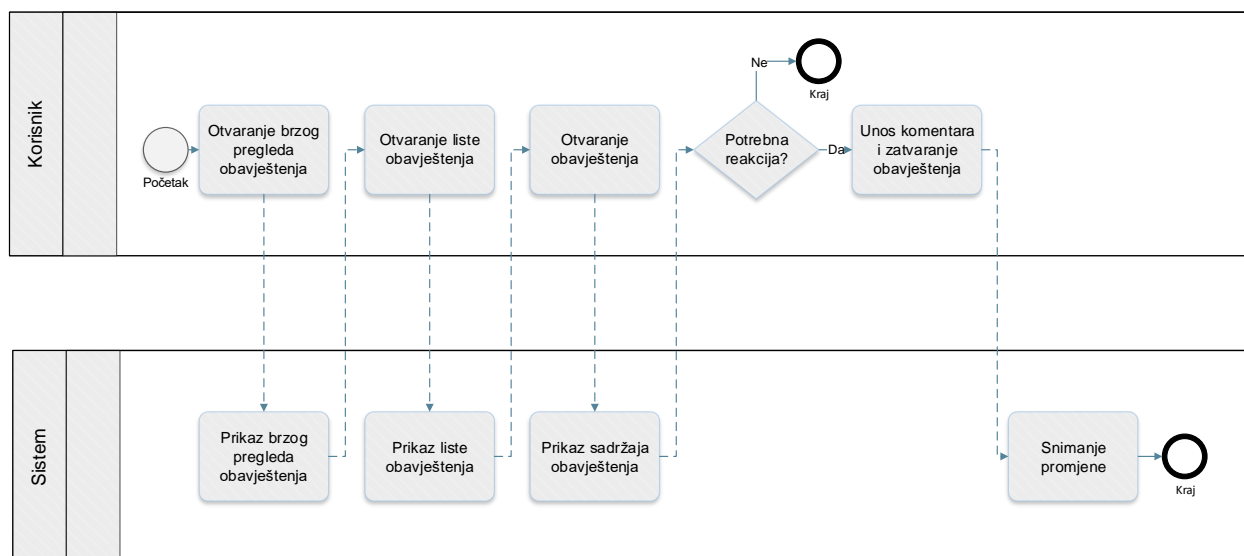 Korisnik
Početak
Otvaranje brzog
pregleda
obavještenja
Otvaranje liste
obavještenja
Otvaranje
obavještenja
Potrebna
reakcija?
Ne
Kraj
Da
Unos komentara
i zatvaranje
obavještenja
Sistem
Prikaz brzog
pregleda
obavještenja
Prikaz liste
obavještenja
Prikaz sadržaja
obavještenja
Snimanje
promjene
Kraj